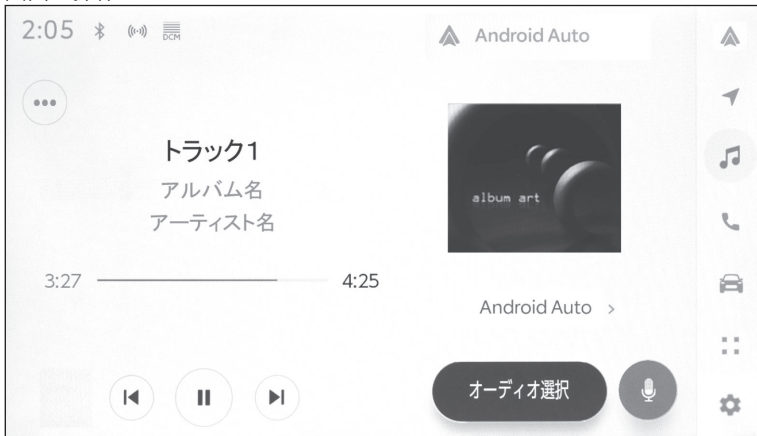 2:05
DCM
Android Auto
トラック1
アルバム名
アーティスト名
album art
3:27
4:25
Android Auto >
オーディオ選択